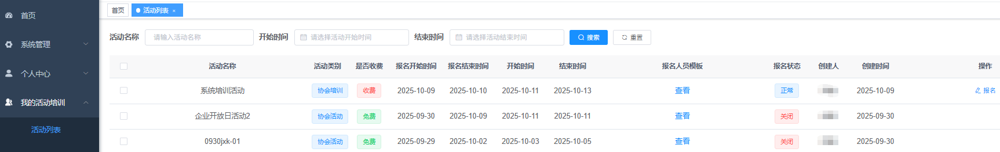 首页
系统管理
个人中心
我的活动培训
活动列表
首页 活动列表 ×
活动名称 请输入活动名称 开始时间 请选择活动开始时间 结束时间 请选择活动结束时间 搜索 重置
活动名称 活动类别 是否收费 报名开始时间 报名结束时间 开始时间 结束时间 报名人员模板 报名状态 创建人 创建时间 操作
系统培训活动 协会培训 收费 2025-10-09 2025-10-10 2025-10-11 2025-10-13 查看 正常 2025-10-09 报名
企业开放日活动2 协会活动 免费 2025-09-30 2025-10-09 2025-10-11 2025-10-11 查看 关闭 2025-09-30
0930jxk-01 协会活动 免费 2025-09-29 2025-10-02 2025-10-03 2025-10-05 查看 关闭 2025-09-30